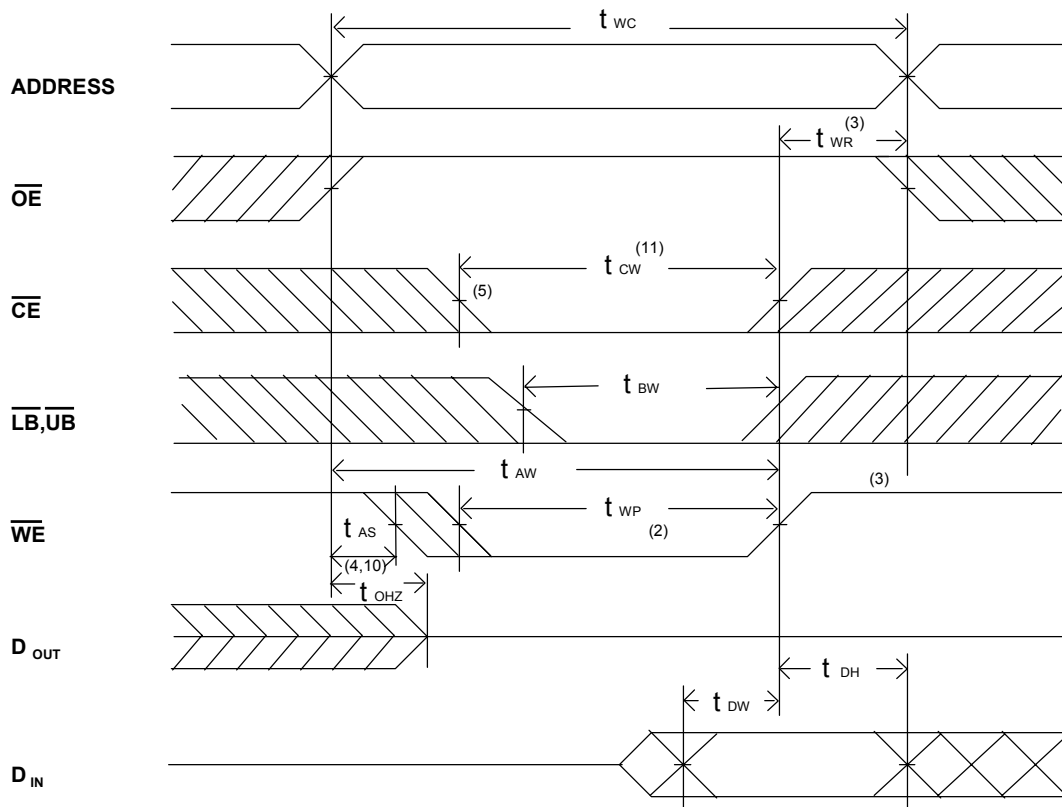 t WC
ADDRESS
t WR (3)
OE
t CW (11)
CE
(5)
t BW
LB,UB
t AW
(3)
WE
t AS
t WP (2)
(4,10)
t OHZ
D OUT
t DH
t DW
D IN